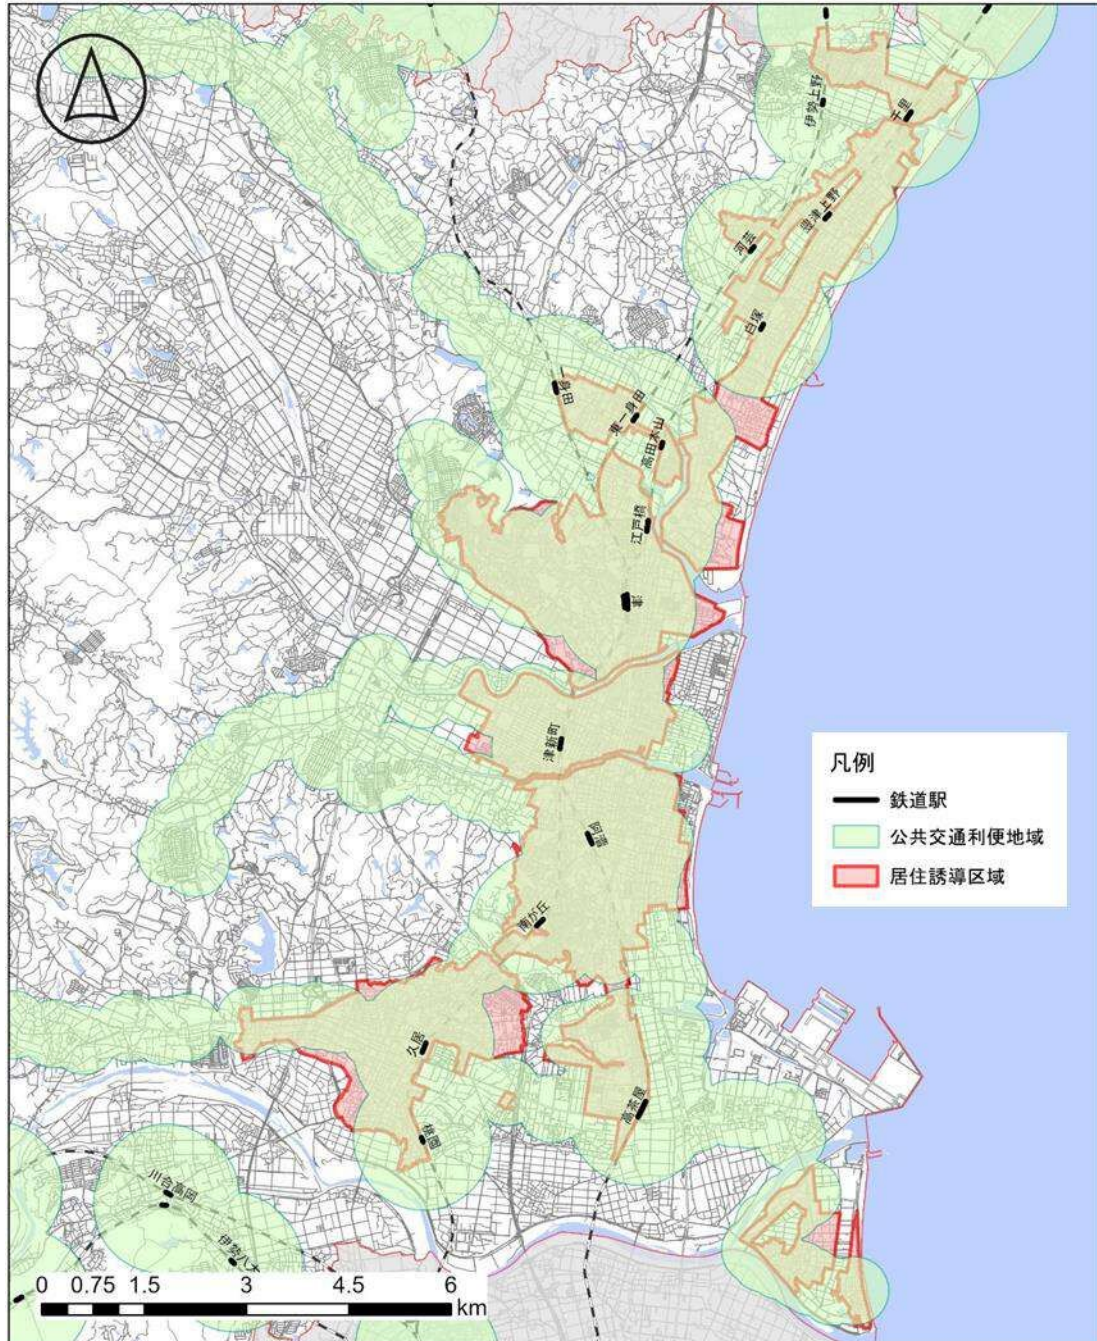 伊勢上野
千里
豊津上野
河芸
白塚
一身田
東一身田
高田本山
江戸橋
津
津新町
阿漕
南が丘
久居
高茶屋
桃園
川合高岡
伊勢八太
凡例
鉄道駅
公共交通利便地域
居住誘導区域
0 0.75 1.5 3 4.5 6
km